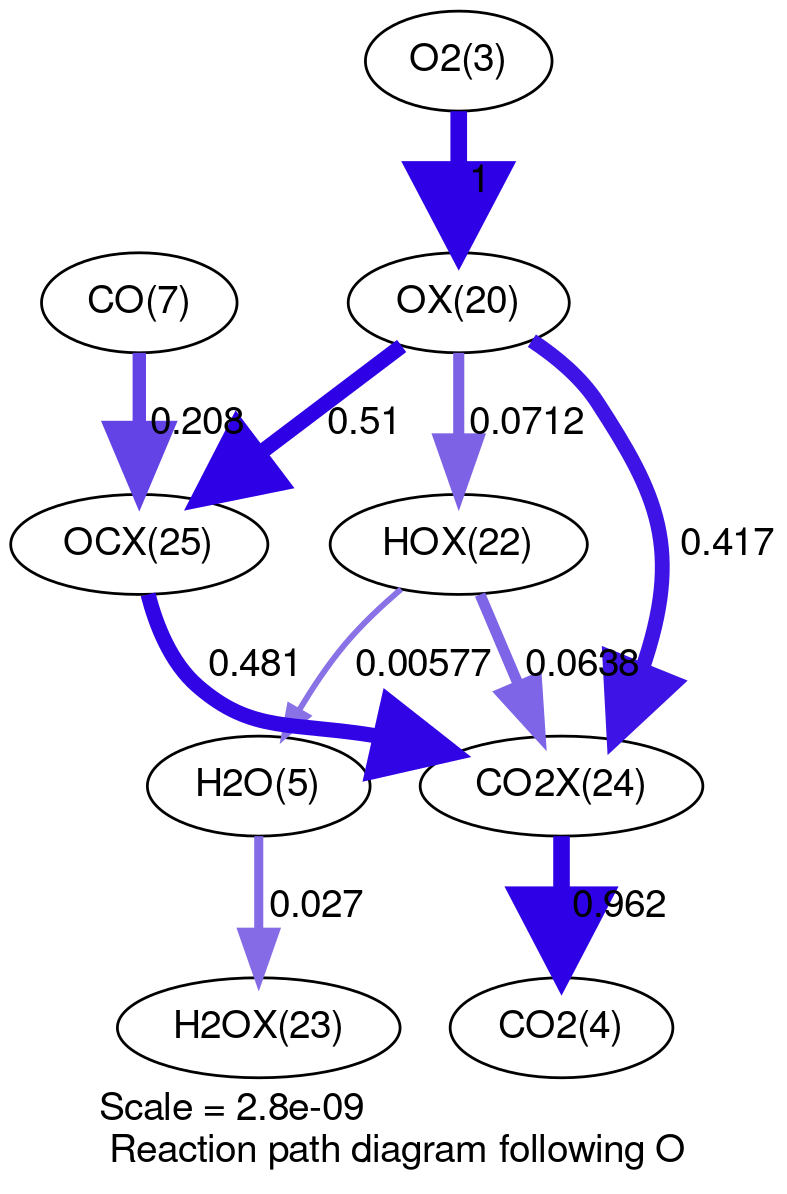 O2(3)
1
CO(7)
OX(20)
0.208
0.51
0.0712
OCX(25)
HOX(22)
0.417
0.481
0.00577
0.0638
H2O(5)
CO2X(24)
0.027
0.962
H2OX(23)
CO2(4)
Scale = 2.8e-09
Reaction path diagram following O